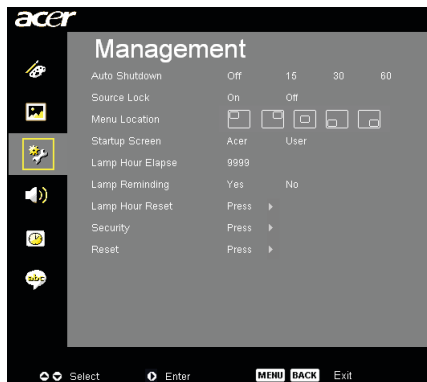 acer
Management
Auto Shutdown Off 15 30 60
Source Lock On Off
Menu Location
Startup Screen Acer User
Lamp Hour Elapse 9999
Lamp Reminding Yes No
Lamp Hour Reset Press
Security Press
Reset Press
abc
Select Enter MENU BACK Exit